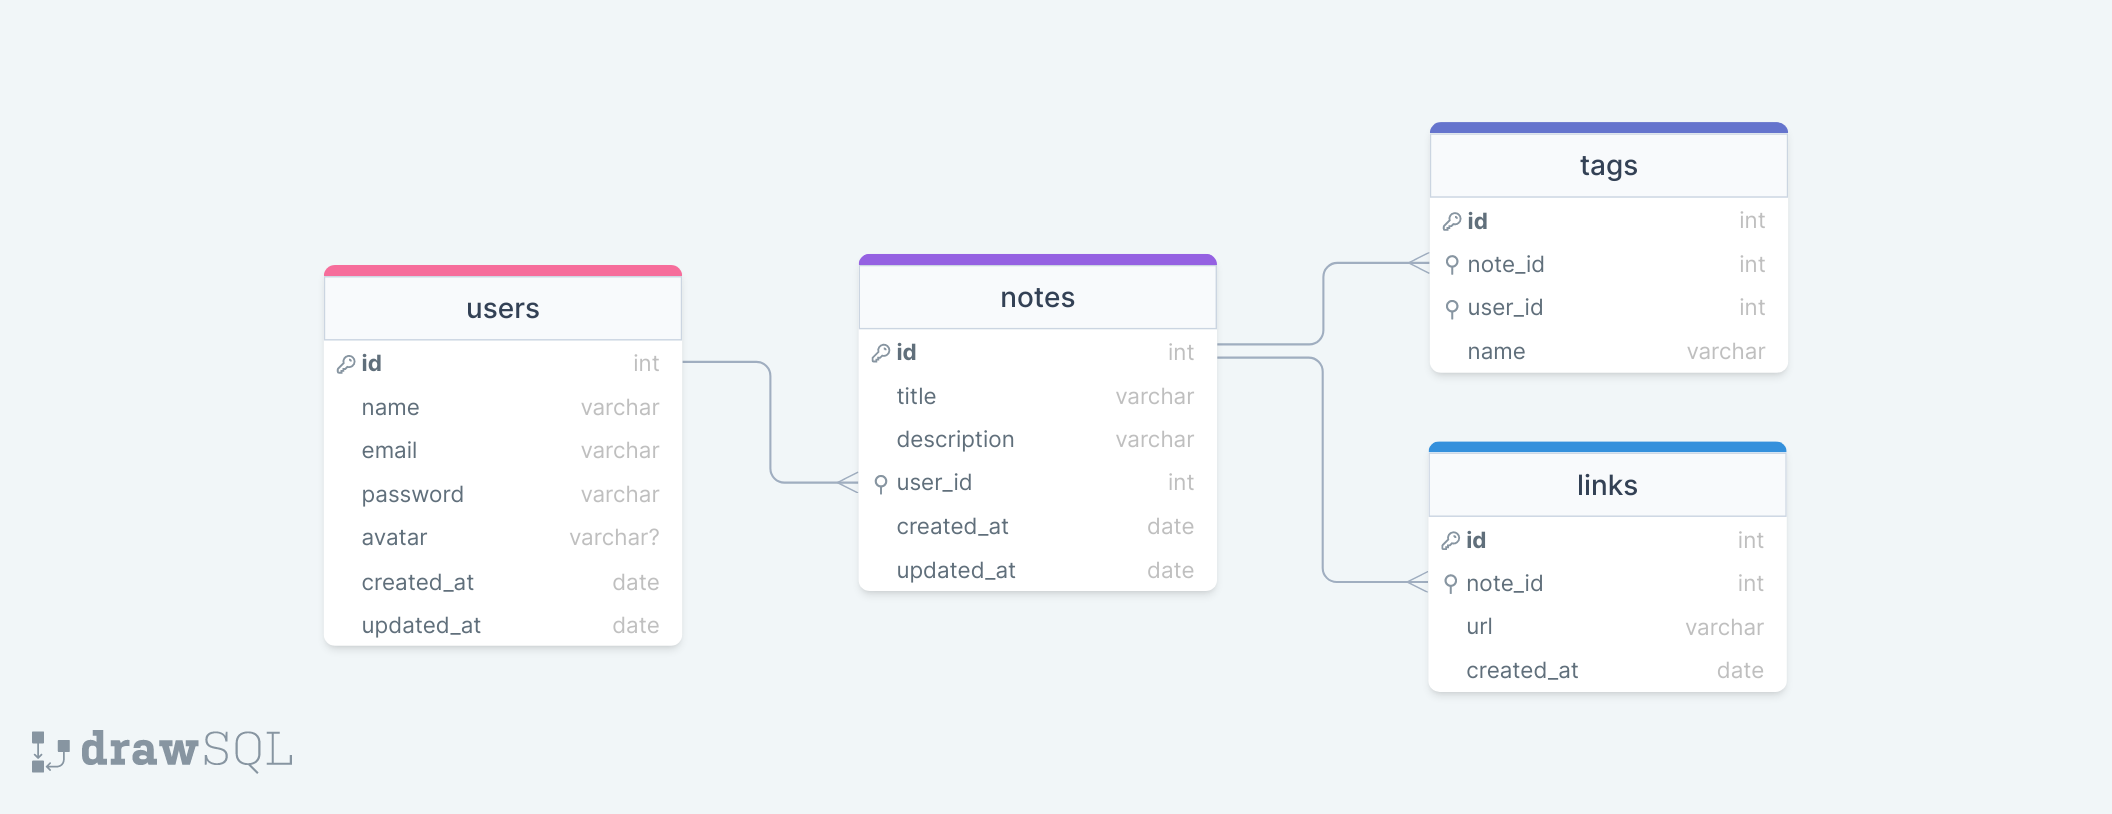 users
id int
name varchar
email varchar
password varchar
avatar varchar?
created_at date
updated_at date
notes
id int
title varchar
description varchar
user_id int
created_at date
updated_at date
tags
id int
note_id int
user_id int
name varchar
links
id int
note_id int
url varchar
created_at date
drawSQL